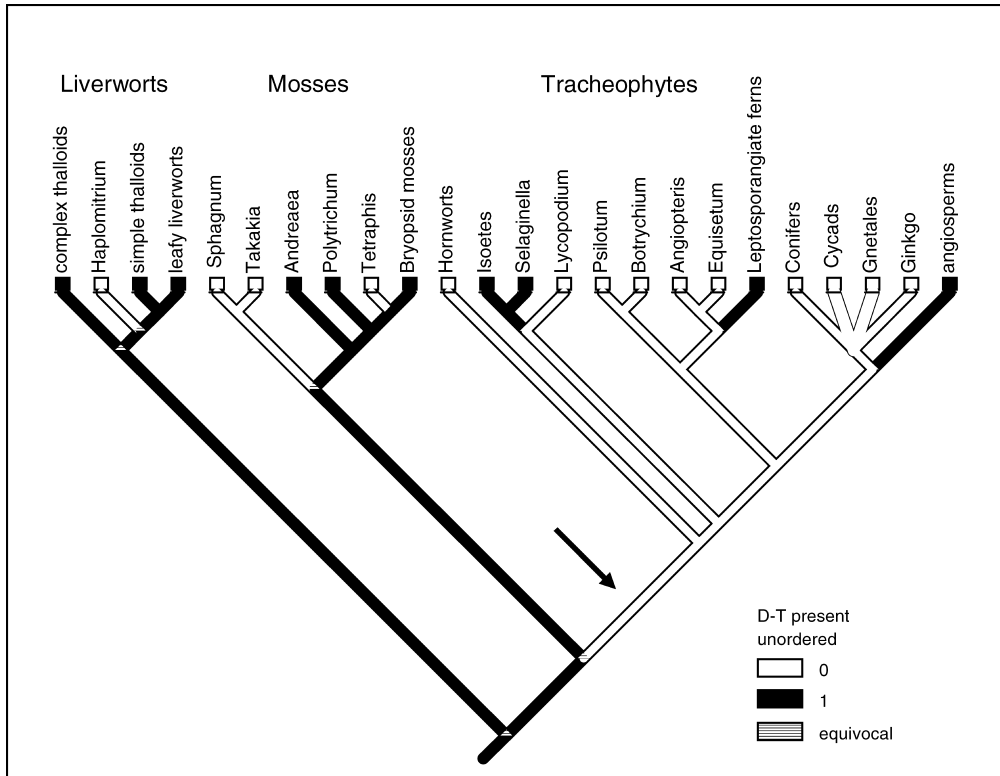 Liverworts
Mosses
Tracheophytes
complex thalloids
Haplomitrium
simple thalloids
leafy liverworts
Sphagnum
Takakia
Andreaea
Polytrichum
Tetraphis
Bryopsid mosses
Hornworts
Isoetes
Selaginella
Lycopodium
Psilotum
Botrychium
Angiopteris
Equisetum
Leptosporangiate ferns
Conifers
Cycads
Gnetales
Ginkgo
angiosperms
D-T present
unordered
0
1
equivocal